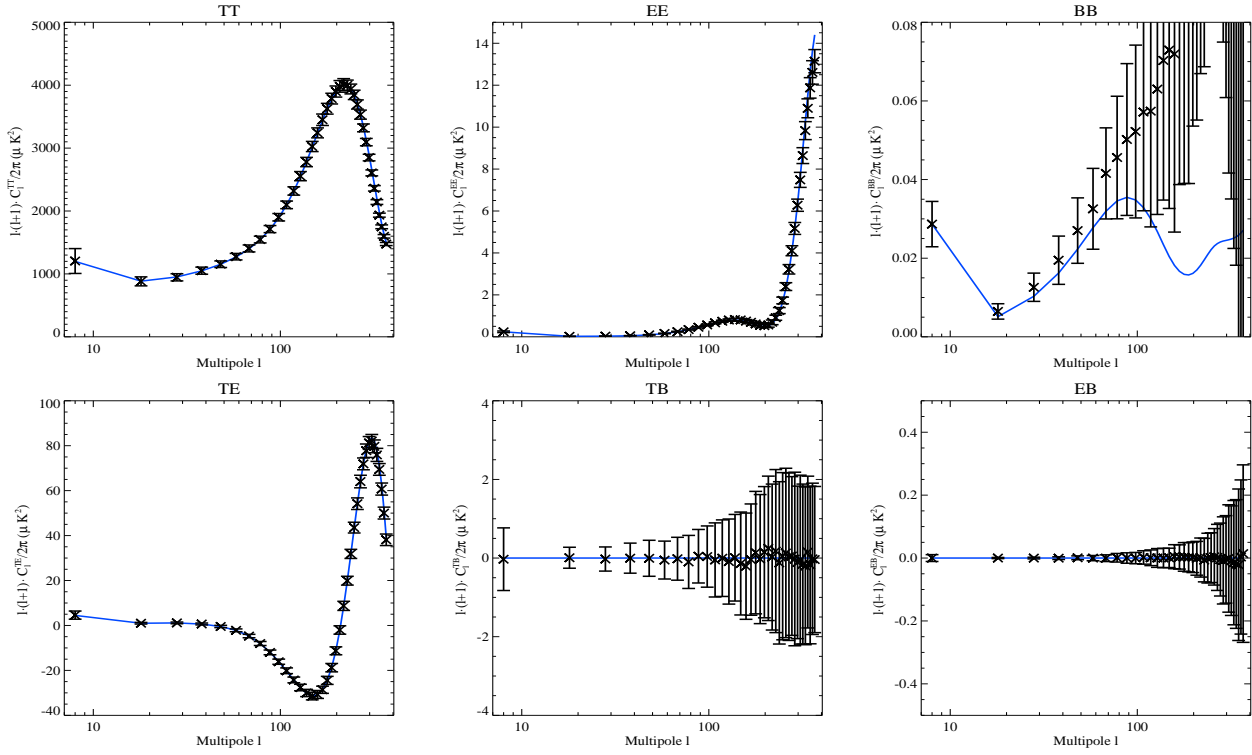 TT
5000
4000
3000
2000
1000
0
l·(l+1)· C_l^TT/2π (μ K²)
10
100
Multipole l
EE
14
12
10
8
6
4
2
0
l·(l+1)· C_l^EE/2π (μ K²)
10
100
Multipole l
BB
0.08
0.06
0.04
0.02
0.00
l·(l+1)· C_l^BB/2π (μ K²)
10
100
Multipole l
TE
100
80
60
40
20
0
-20
-40
l·(l+1)· C_l^TE/2π (μ K²)
10
100
Multipole l
TB
4
2
0
-2
-4
l·(l+1)· C_l^TB/2π (μ K²)
10
100
Multipole l
EB
0.4
0.2
0.0
-0.2
-0.4
l·(l+1)· C_l^EB/2π (μ K²)
10
100
Multipole l